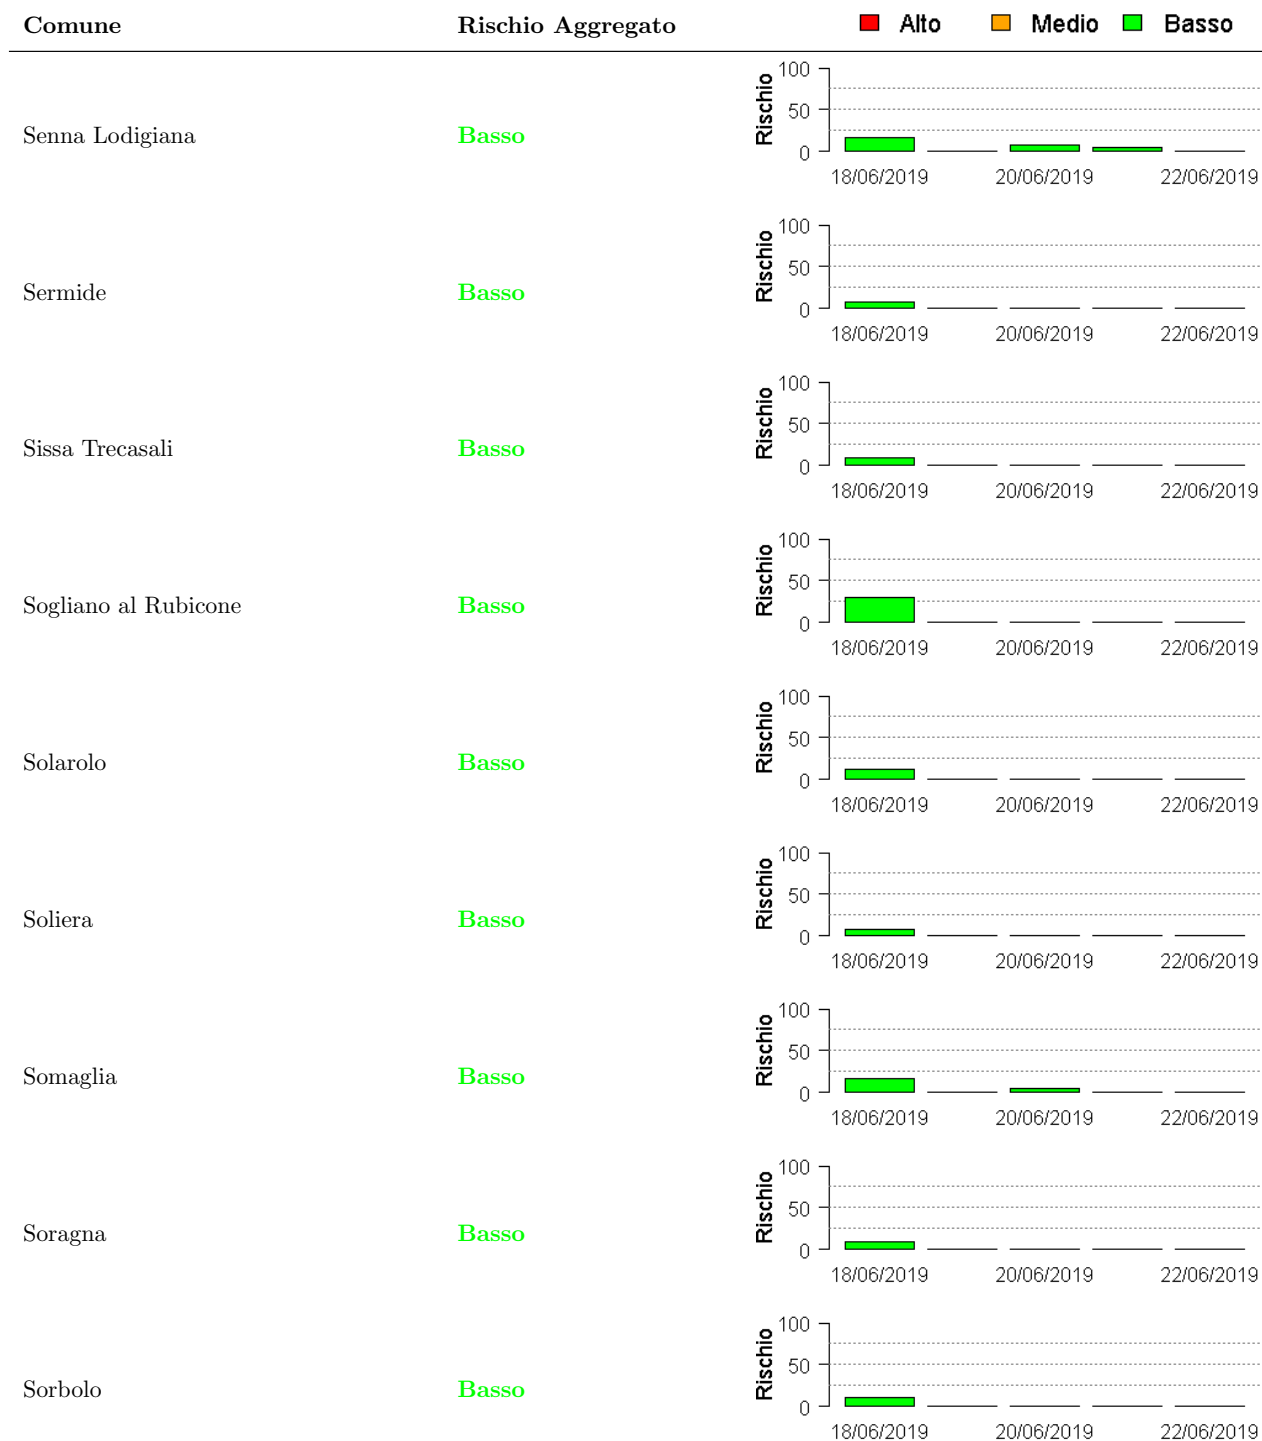 Comune Rischio Aggregato Alto Medio Basso
Senna Lodigiana Basso Rischio 100 50 0
18/06/2019 20/06/2019 22/06/2019
Sermide Basso Rischio 100 50 0
18/06/2019 20/06/2019 22/06/2019
Sissa Trecasali Basso Rischio 100 50 0
18/06/2019 20/06/2019 22/06/2019
Sogliano al Rubicone Basso Rischio 100 50 0
18/06/2019 20/06/2019 22/06/2019
Solarolo Basso Rischio 100 50 0
18/06/2019 20/06/2019 22/06/2019
Soliera Basso Rischio 100 50 0
18/06/2019 20/06/2019 22/06/2019
Somaglia Basso Rischio 100 50 0
18/06/2019 20/06/2019 22/06/2019
Soragna Basso Rischio 100 50 0
18/06/2019 20/06/2019 22/06/2019
Sorbolo Basso Rischio 100 50 0
18/06/2019 20/06/2019 22/06/2019